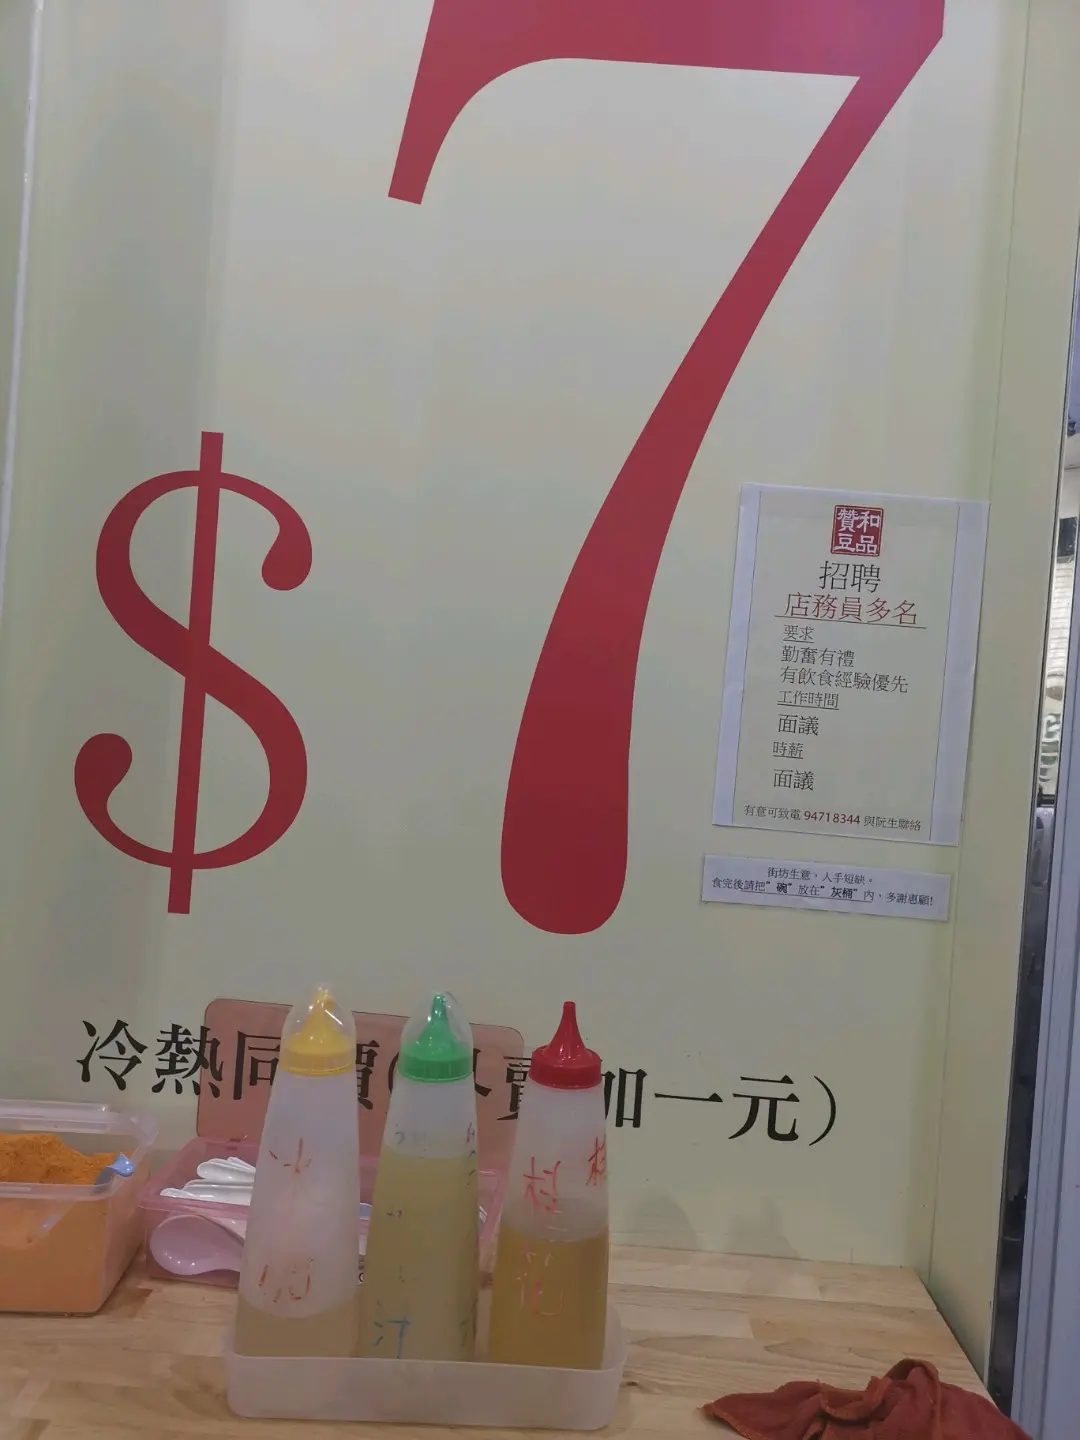 $7
贊和
豆品
招聘
店務員多名
要求
勤奮有禮
有飲食經驗優先
工作時間
面議
時薪
面議
有意可致電 94718344 與阮生聯絡
街坊生意，人手短缺。
食完後請把"碗"放在"灰桶"內，多謝惠顧!
冷熱同價(外賣加一元)
汁